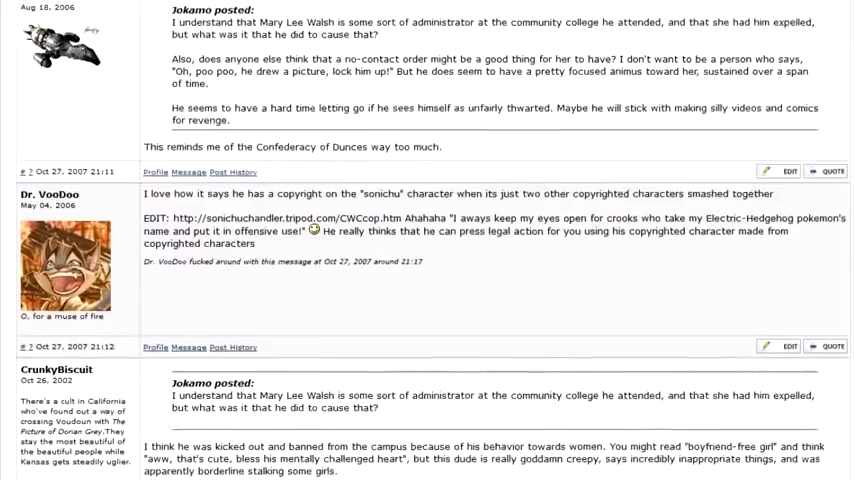 Aug 18, 2006
Jokamo posted:
I understand that Mary Lee Walsh is some sort of administrator at the community college he attended, and that she had him expelled,
but what was it that he did to cause that?
Also, does anyone else think that a no-contact order might be a good thing for her to have? I don't want to be a person who says,
"Oh, poo poo, he drew a picture, lock him up!" But he does seem to have a pretty focused animus toward her, sustained over a span
of time.
He seems to have a hard time letting go if he sees himself as unfairly thwarted. Maybe he will stick with making silly videos and comics
for revenge.
This reminds me of the Confederacy of Dunces way too much.
# ? Oct 27, 2007 21:11
Profile Message Post History
EDIT QUOTE
Dr. VooDoo
May 04, 2006
O, for a muse of fire
I love how it says he has a copyright on the "sonichu" character when its just two other copyrighted characters smashed together
EDIT: http://sonichuchandler.tripod.com/CWCcop.htm Ahahaha "I aways keep my eyes open for crooks who take my Electric-Hedgehog pokemon's
name and put it in offensive use!" He really thinks that he can press legal action for you using his copyrighted character made from
copyrighted characters
Dr. VooDoo fucked around with this message at Oct 27, 2007 around 21:17
# ? Oct 27, 2007 21:12
Profile Message Post History
EDIT QUOTE
CrunkyBiscuit
Oct 26, 2002
There's a cult in California
who've found out a way of
crossing Voudoun with The
Picture of Dorian Grey.They
stay the most beautiful of
the beautiful people while
Kansas gets steadily uglier.
Jokamo posted:
I understand that Mary Lee Walsh is some sort of administrator at the community college he attended, and that she had him expelled,
but what was it that he did to cause that?
I think he was kicked out and banned from the campus because of his behavior towards women. You might read "boyfriend-free girl" and think
"aww, that's cute, bless his mentally challenged heart", but this dude is really goddamn creepy, says incredibly inappropriate things, and was
apparently borderline stalking some girls.